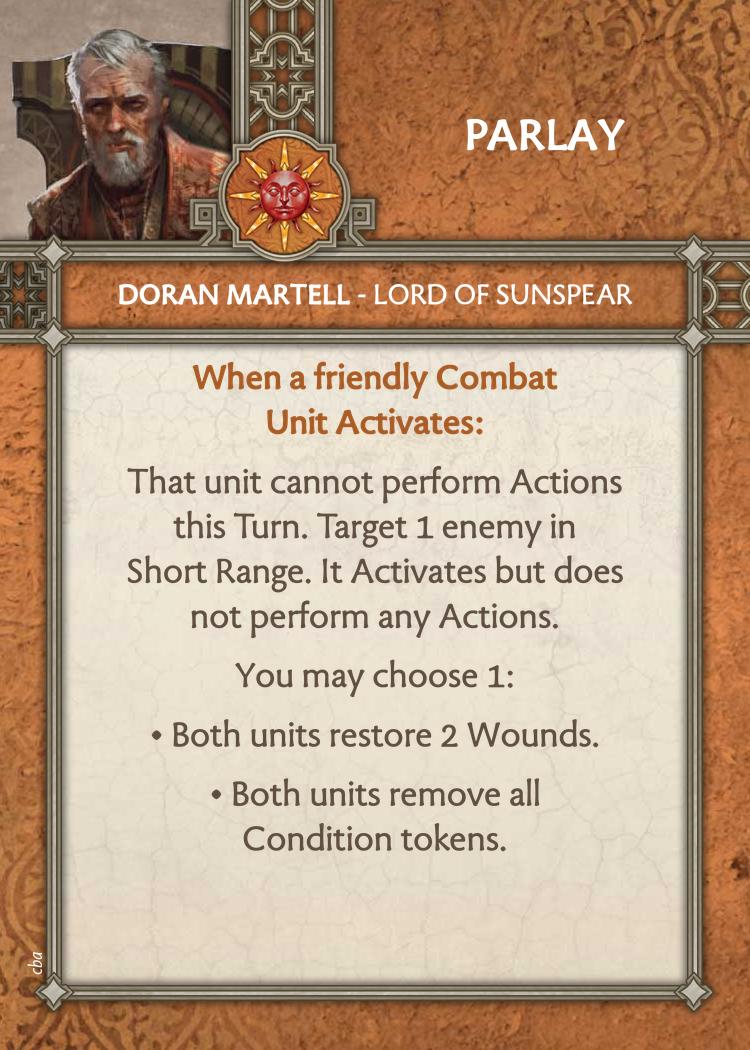 PARLAY
DORAN MARTELL - LORD OF SUNSPEAR
When a friendly Combat
Unit Activates:
That unit cannot perform Actions
this Turn. Target 1 enemy in
Short Range. It Activates but does
not perform any Actions.
You may choose 1:
• Both units restore 2 Wounds.
• Both units remove all
Condition tokens.
cba